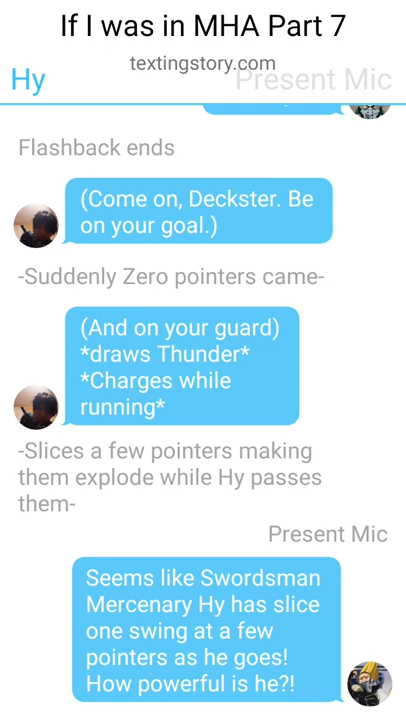 If I was in MHA Part 7
textingstory.com
Hy
Present Mic
Flashback ends
(Come on, Deckster. Be
on your goal.)
-Suddenly Zero pointers came-
(And on your guard)
*draws Thunder*
*Charges while
running*
-Slices a few pointers making
them explode while Hy passes
them-
Present Mic
Seems like Swordsman
Mercenary Hy has slice
one swing at a few
pointers as he goes!
How powerful is he?!